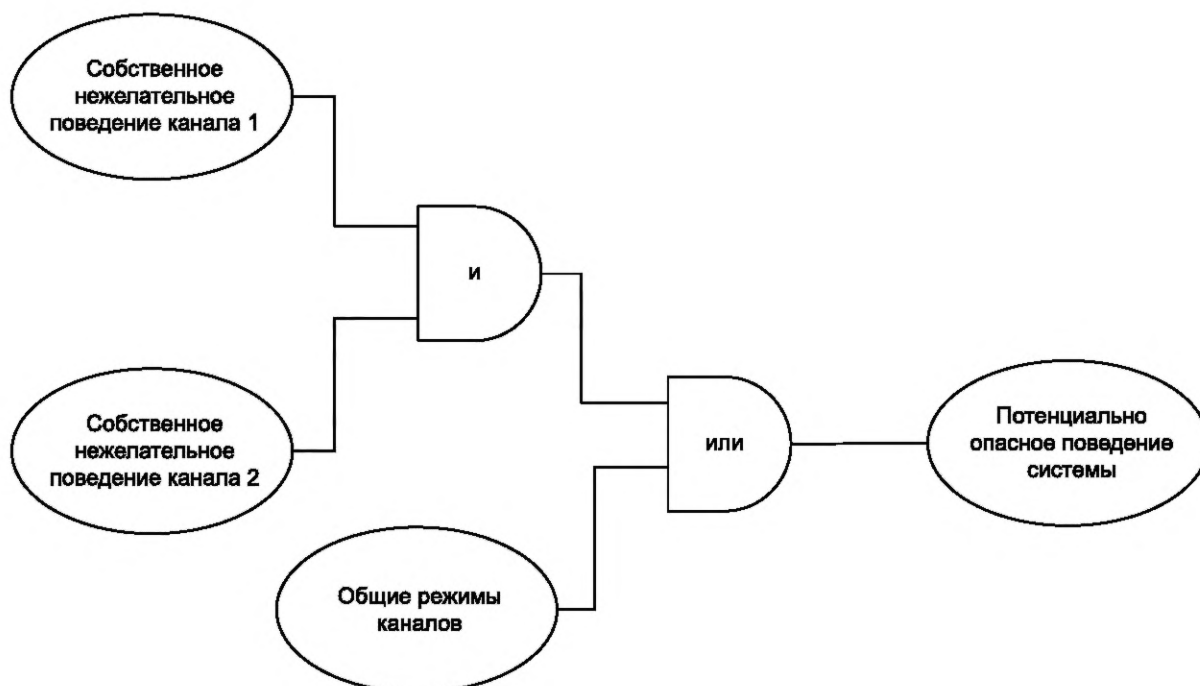 Собственное
нежелательное
поведение канала 1
и
Собственное
нежелательное
поведение канала 2
или
Потенциально
опасное поведение
системы
Общие режимы
каналов